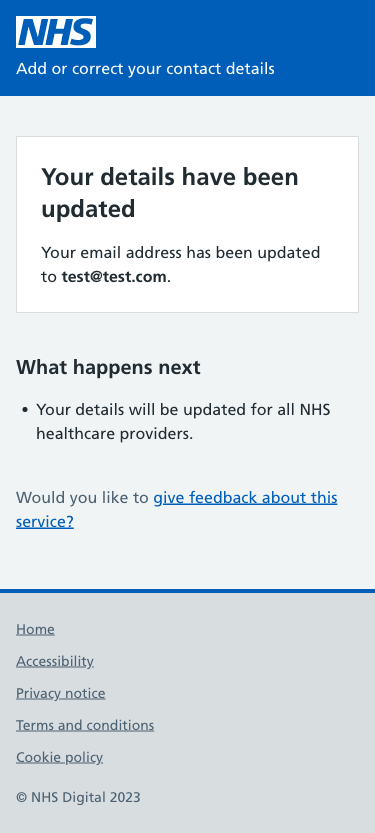 NHS
Add or correct your contact details
Your details have been
updated
Your email address has been updated
to test@test.com.
What happens next
• Your details will be updated for all NHS
healthcare providers.
Would you like to give feedback about this
service?
Home
Accessibility
Privacy notice
Terms and conditions
Cookie policy
© NHS Digital 2023